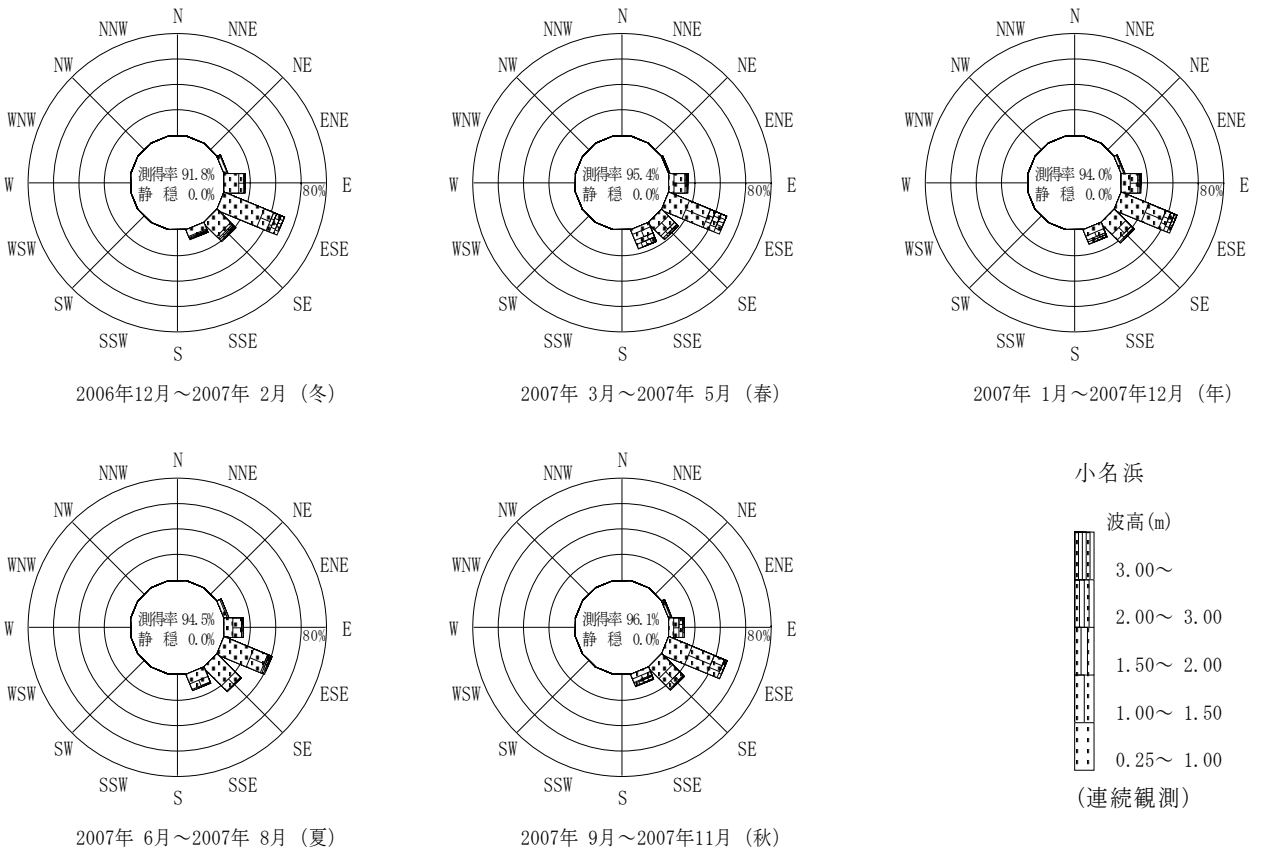 N
NNW
NNE
NW
NE
WNW
ENE
測得率 91.8%
静 穏 0.0%
W
80%
E
WSW
ESE
SW
SE
SSW
SSE
S
2006年12月～2007年 2月 (冬)
N
NNW
NNE
NW
NE
WNW
ENE
測得率 95.4%
静 穏 0.0%
W
80%
E
WSW
ESE
SW
SE
SSW
SSE
S
2007年 3月～2007年 5月 (春)
N
NNW
NNE
NW
NE
WNW
ENE
測得率 94.0%
静 穏 0.0%
W
80%
E
WSW
ESE
SW
SE
SSW
SSE
S
2007年 1月～2007年12月 (年)
N
NNW
NNE
NW
NE
WNW
ENE
測得率 94.5%
静 穏 0.0%
W
80%
E
WSW
ESE
SW
SE
SSW
SSE
S
2007年 6月～2007年 8月 (夏)
N
NNW
NNE
NW
NE
WNW
ENE
測得率 96.1%
静 穏 0.0%
W
80%
E
WSW
ESE
SW
SE
SSW
SSE
S
2007年 9月～2007年11月 (秋)
小名浜
波高(m)
3.00～
2.00～ 3.00
1.50～ 2.00
1.00～ 1.50
0.25～ 1.00
(連続観測)